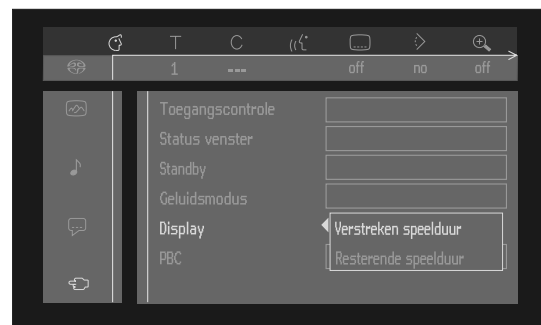 T C
1 --- off no off
Toegangscontrole
Status venster
Standby
Geluidsmodus
Display
Verstreken speelduur
PBC
Resterende speelduur